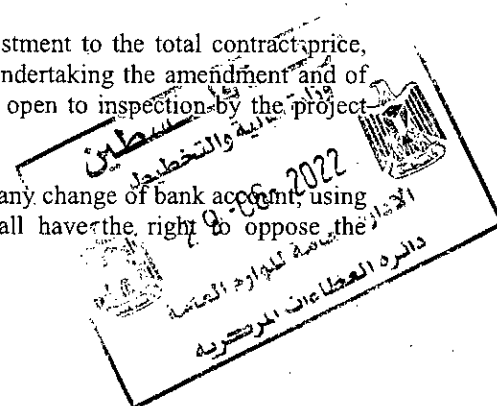 stment to the total contract price,
ndertaking the amendment and of
open to inspection by the project
any change of bank account, using
all have the right to oppose the
فلسطين
وزارة المالية والتخطيط
-06- 2022
الادارة العامة للوازم العامة
دائرة العطاءات المركزية